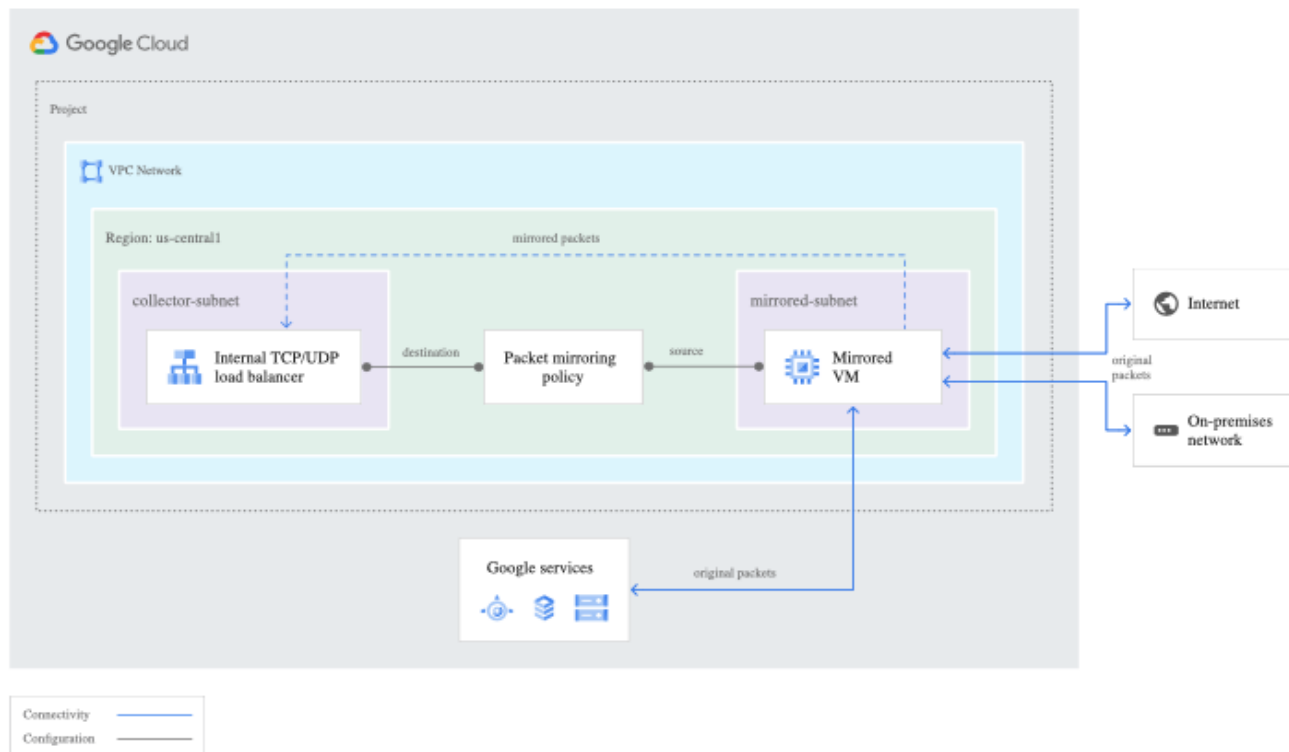 Google Cloud
Project
VPC Network
Region: us-central1
mirrored packets
collector-subnet
mirrored-subnet
Internal TCP/UDP
load balancer
destination
Packet mirroring
policy
source
Mirrored
VM
Internet
original
packets
On-premises
network
Google services
original packets
Connectivity
Configuration